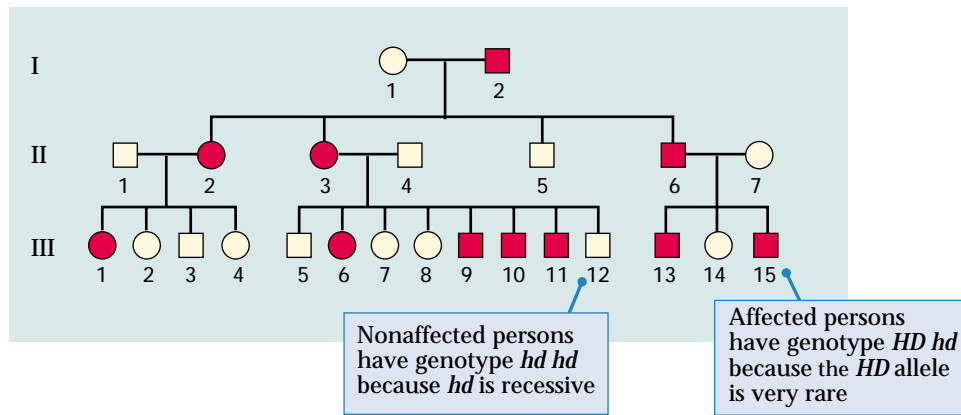 I
1 2
II
1 2 3 4 5 6 7
III
1 2 3 4 5 6 7 8 9 10 11 12 13 14 15
Nonaffected persons
have genotype hd hd
because hd is recessive
Affected persons
have genotype HD hd
because the HD allele
is very rare